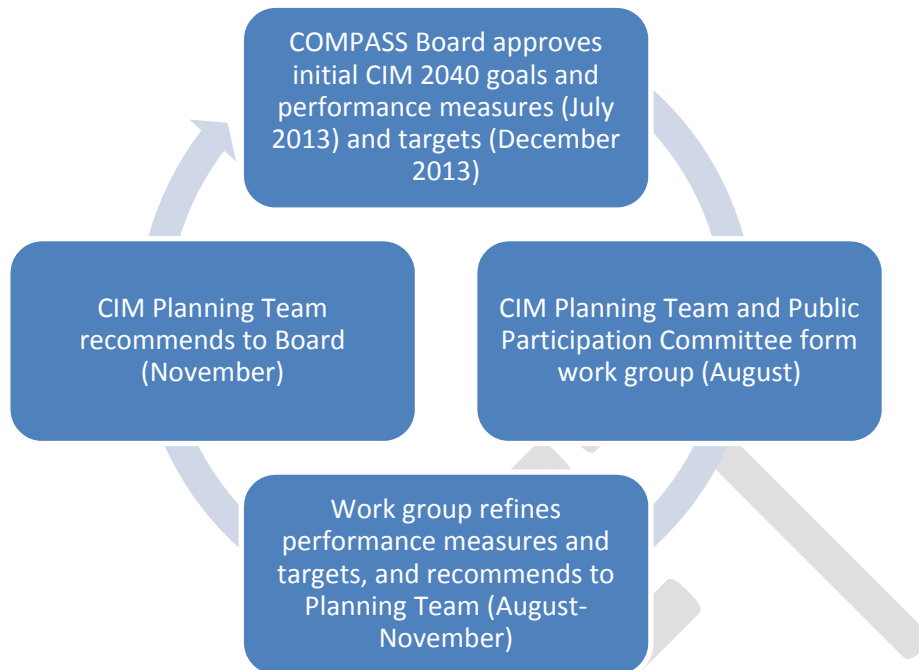 COMPASS Board approves
initial CIM 2040 goals and
performance measures (July
2013) and targets (December
2013)
CIM Planning Team and Public
Participation Committee form
work group (August)
Work group refines
performance measures and
targets, and recommends to
Planning Team (August-
November)
CIM Planning Team
recommends to Board
(November)